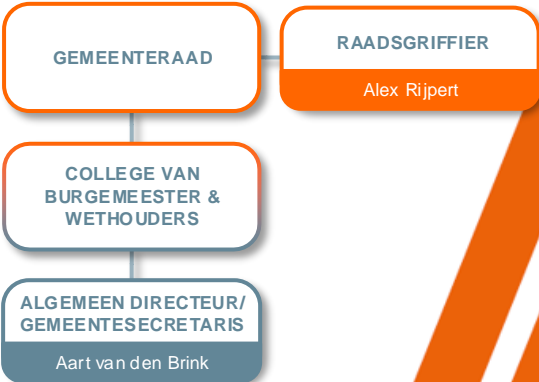 GEMEENTERAAD
RAADSGRIFFIER
Alex Rijpert
COLLEGE VAN
BURGEMEESTER &
WETHOUDERS
ALGEMEEN DIRECTEUR/
GEMEENTESECRETARIS
Aart van den Brink